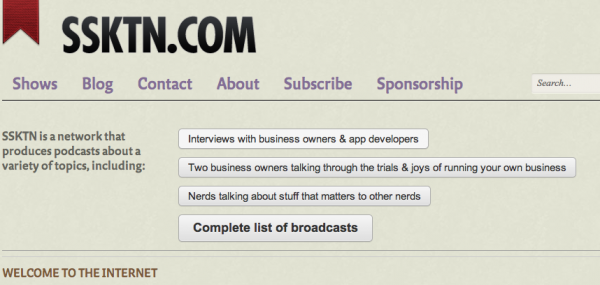 SSKTN.COM
Shows Blog Contact About Subscribe Sponsorship Search...
SSKTN is a network that
produces podcasts about a
variety of topics, including:
Interviews with business owners & app developers
Two business owners talking through the trials & joys of running your own business
Nerds talking about stuff that matters to other nerds
Complete list of broadcasts
WELCOME TO THE INTERNET